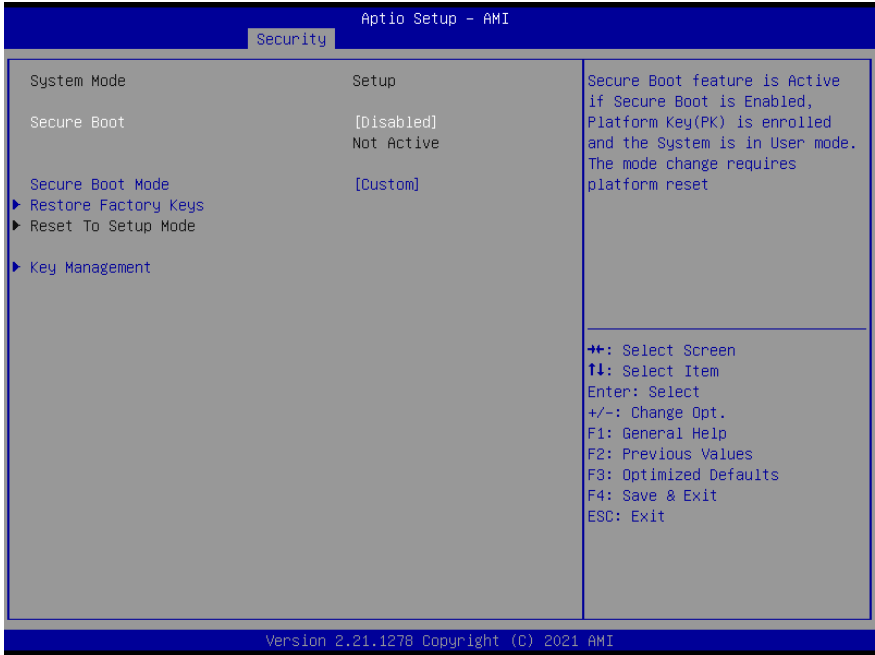 Aptio Setup – AMI
Security
System Mode Setup
Secure Boot [Disabled]
Not Active
Secure Boot Mode [Custom]
Restore Factory Keys
Reset To Setup Mode
Key Management
Secure Boot feature is Active
if Secure Boot is Enabled,
Platform Key(PK) is enrolled
and the System is in User mode.
The mode change requires
platform reset
→←: Select Screen
↑↓: Select Item
Enter: Select
+/-: Change Opt.
F1: General Help
F2: Previous Values
F3: Optimized Defaults
F4: Save & Exit
ESC: Exit
Version 2.21.1278 Copyright (C) 2021 AMI